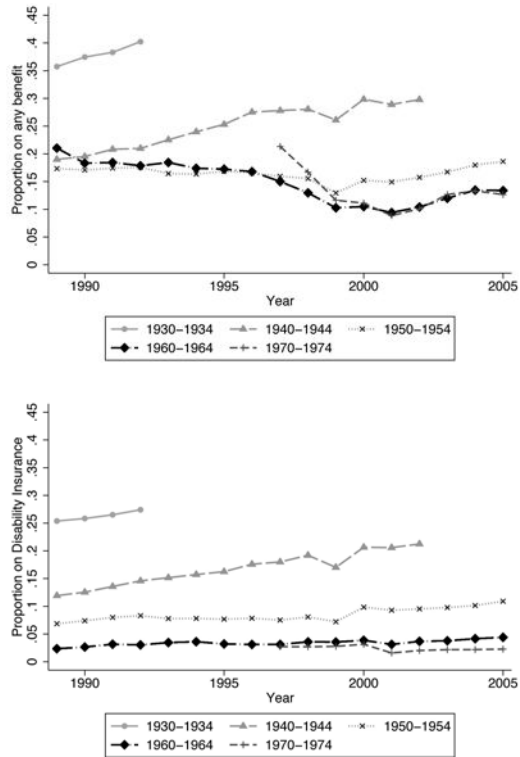 Proportion on any benefit
0 .05 .1 .15 .2 .25 .3 .35 .4 .45
1990 1995 2000 2005
Year
1930−1934 1940−1944 1950−1954
1960−1964 1970−1974
Proportion on Disability Insurance
0 .05 .1 .15 .2 .25 .3 .35 .4 .45
1990 1995 2000 2005
Year
1930−1934 1940−1944 1950−1954
1960−1964 1970−1974